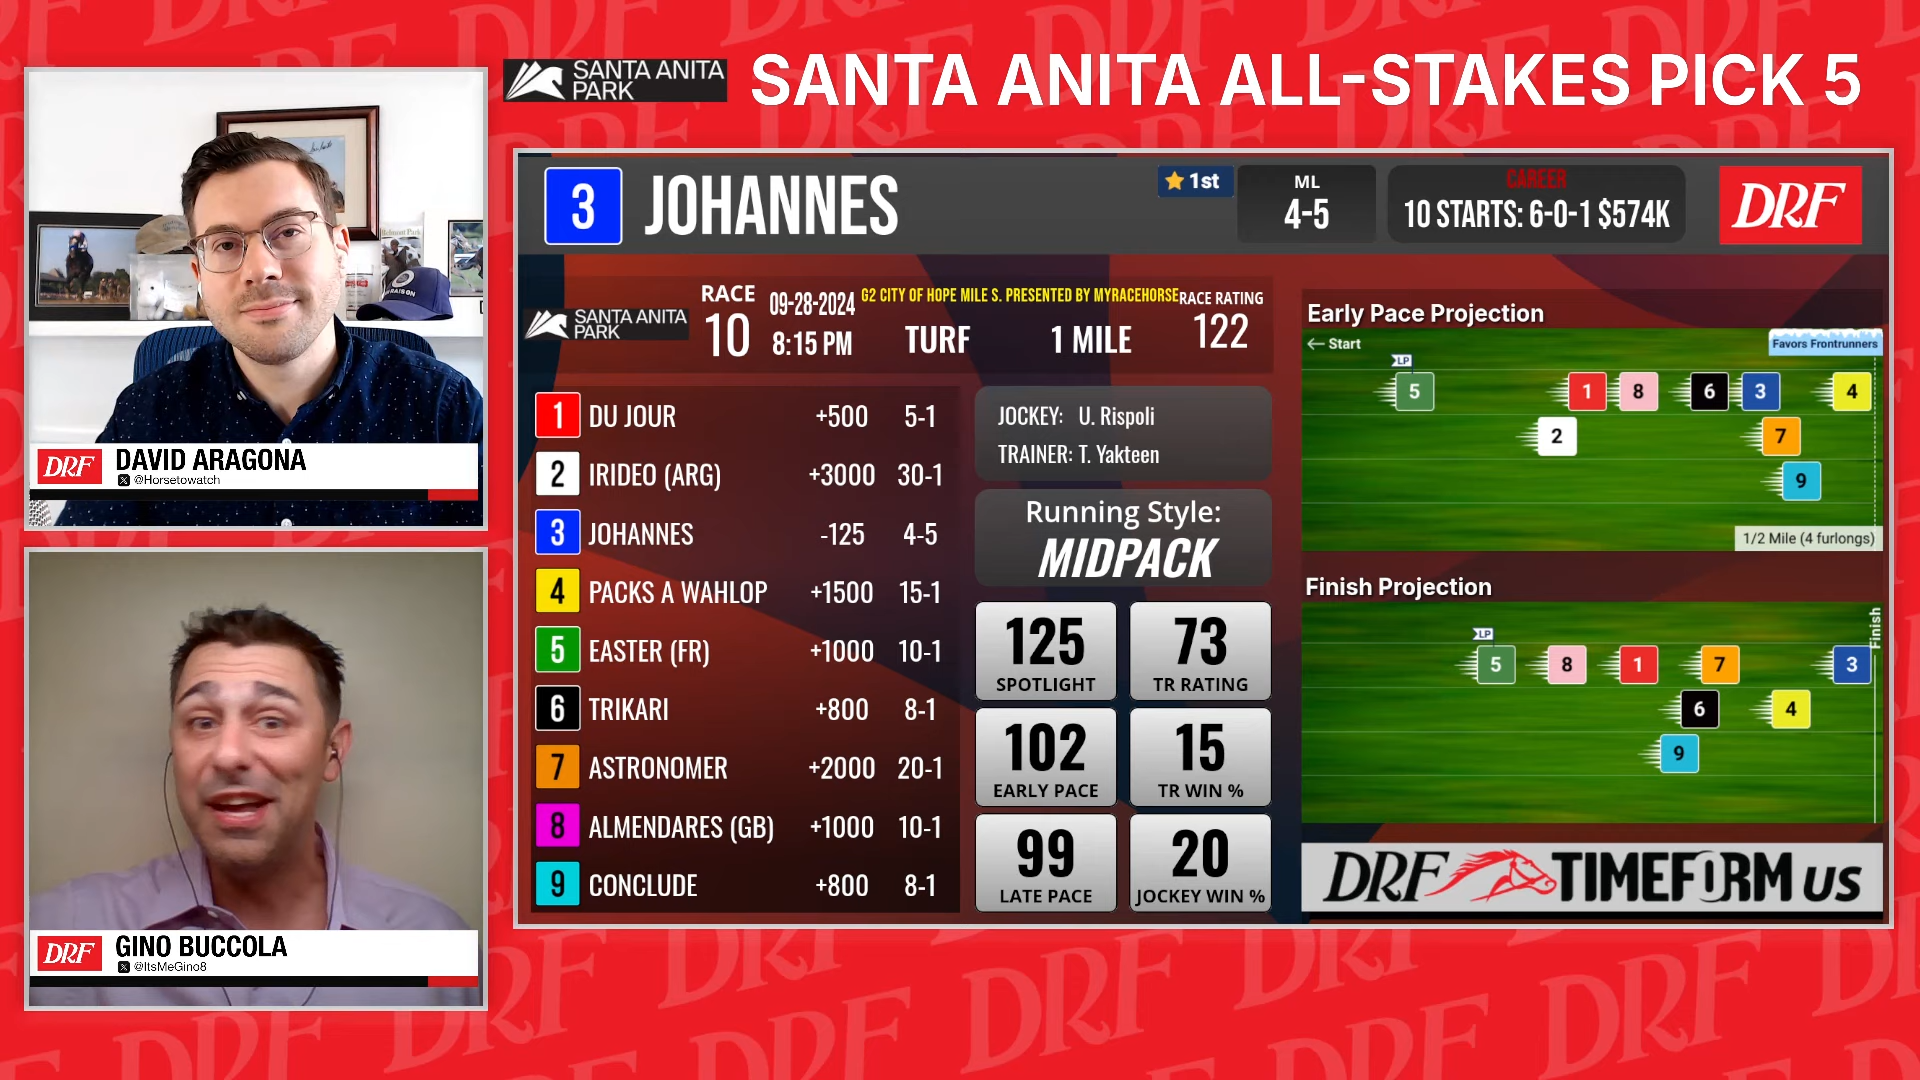 SANTA ANITA PARK
SANTA ANITA ALL-STAKES PICK 5
DAVID ARAGONA
DRF
@Horsetowatch
GINO BUCCOLA
DRF
@ItsMeGino8
3 JOHANNES
1st
ML
4-5
CAREER
10 STARTS: 6-0-1 $574K
DRF
SANTA ANITA PARK
RACE
10
09-28-2024
8:15 PM
G2 CITY OF HOPE MILE S. PRESENTED BY MYRACEHORSE
TURF 1 MILE
RACE RATING
122
1 DU JOUR +500 5-1
2 IRIDEO (ARG) +3000 30-1
3 JOHANNES -125 4-5
4 PACKS A WAHLOP +1500 15-1
5 EASTER (FR) +1000 10-1
6 TRIKARI +800 8-1
7 ASTRONOMER +2000 20-1
8 ALMENDARES (GB) +1000 10-1
9 CONCLUDE +800 8-1
JOCKEY: U. Rispoli
TRAINER: T. Yakteen
Running Style:
MIDPACK
125
SPOTLIGHT
73
TR RATING
102
EARLY PACE
15
TR WIN %
99
LATE PACE
20
JOCKEY WIN %
Early Pace Projection
← Start
Favors Frontrunners
LP
5 1 8 6 3 4
2 7
9
1/2 Mile (4 furlongs)
Finish Projection
Finish
LP
5 8 1 7 3
6 4
9
DRF TIMEFORM US